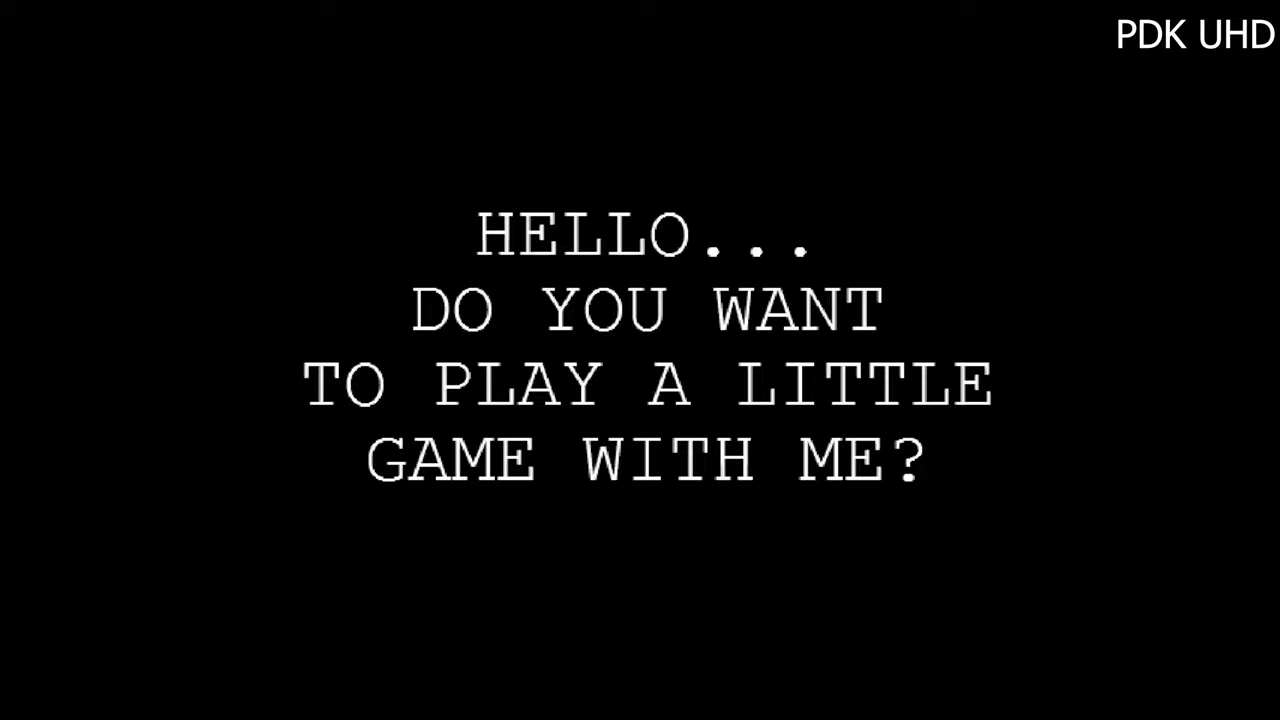 PDK UHD
HELLO...
DO YOU WANT
TO PLAY A LITTLE
GAME WITH ME?